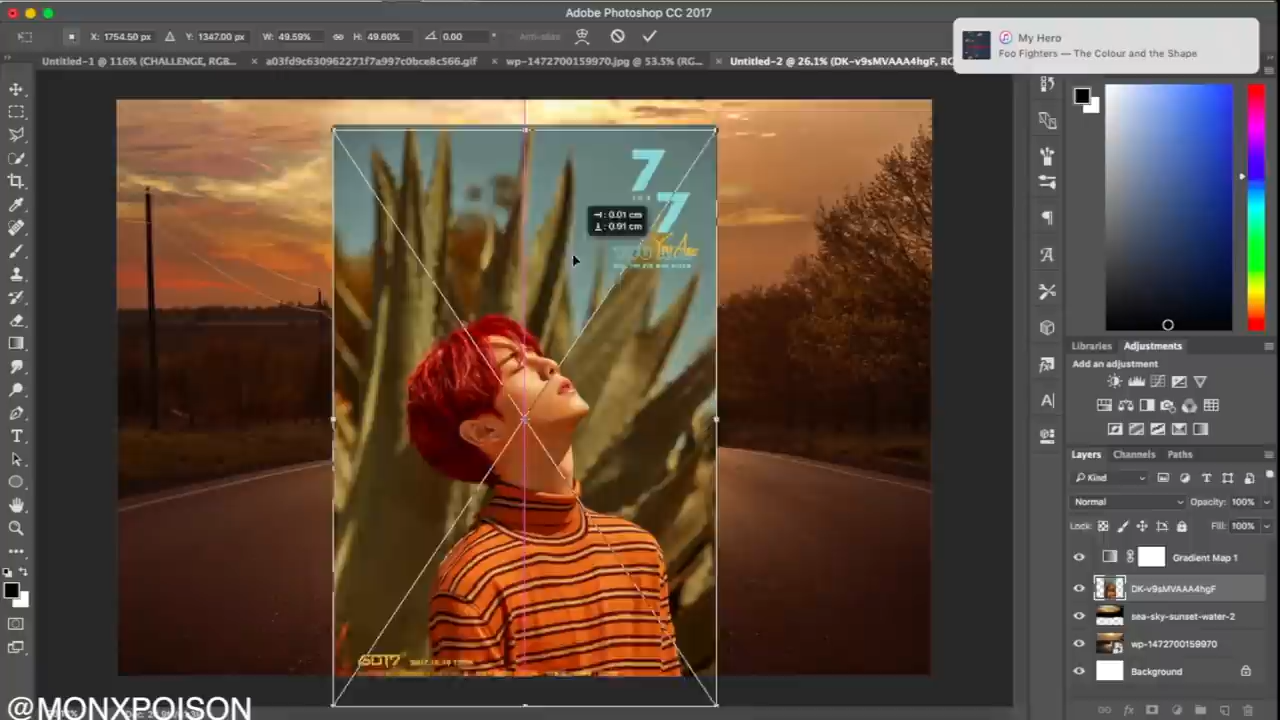 Adobe Photoshop CC 2017
X: 1754.50 px
Y: 1347.00 px
W: 49.59%
H: 49.60%
0.00
Anti-alias
My Hero
Foo Fighters — The Colour and the Shape
Untitled-1 @ 116% (CHALLENGE, RGB...
a03fd9c630962271f7a997c0bce8c566.gif
wp-1472700159970.jpg @ 53.5% (RG...
Untitled-2 @ 26.1% (DK-v9sMVAAA4hgF, RG
7
7
: 0.01 cm
: 0.91 cm
GOT7
Libraries
Adjustments
Add an adjustment
Layers
Channels
Paths
Kind
Normal
Opacity: 100%
Lock:
Fill: 100%
Gradient Map 1
DK-v9sMVAAA4hgF
sea-sky-sunset-water-2
wp-1472700159970
Background
@MONXPOISON